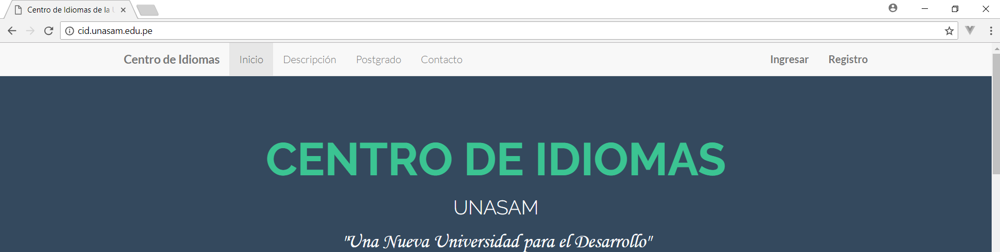 Centro de Idiomas de la U
cid.unasam.edu.pe
Centro de Idiomas Inicio Descripción Postgrado Contacto Ingresar Registro
CENTRO DE IDIOMAS
UNASAM
"Una Nueva Universidad para el Desarrollo"